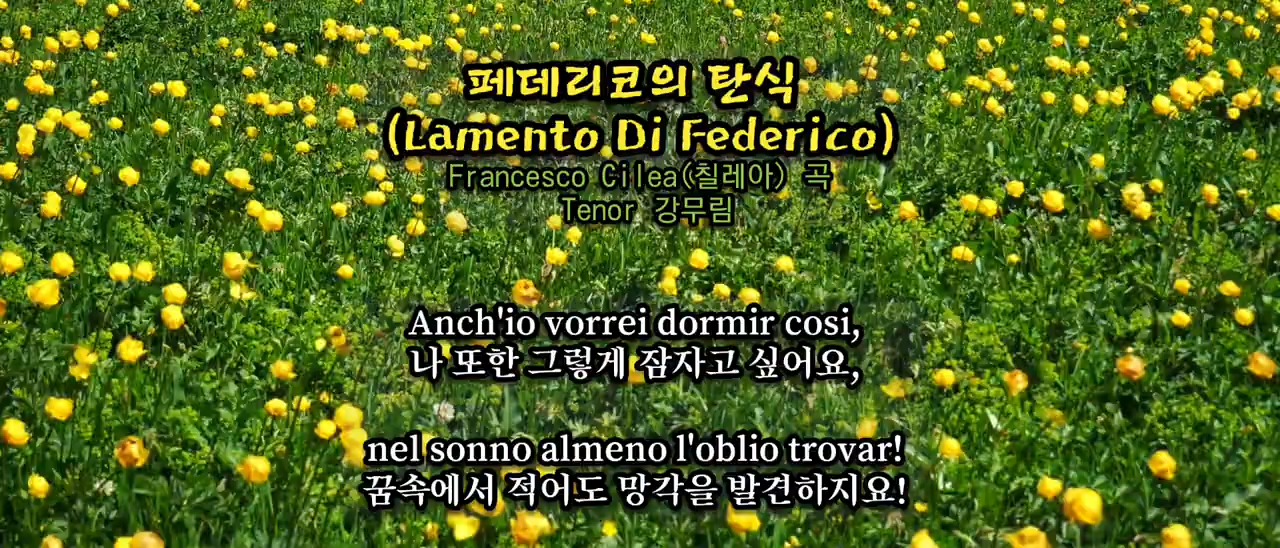 페데리코의 탄식
(Lamento Di Federico)
Francesco Cilea(칠레아) 곡
Tenor 강무림
Anch'io vorrei dormir cosi,
나 또한 그렇게 잠자고 싶어요,
nel sonno almeno l'oblio trovar!
꿈속에서 적어도 망각을 발견하지요!